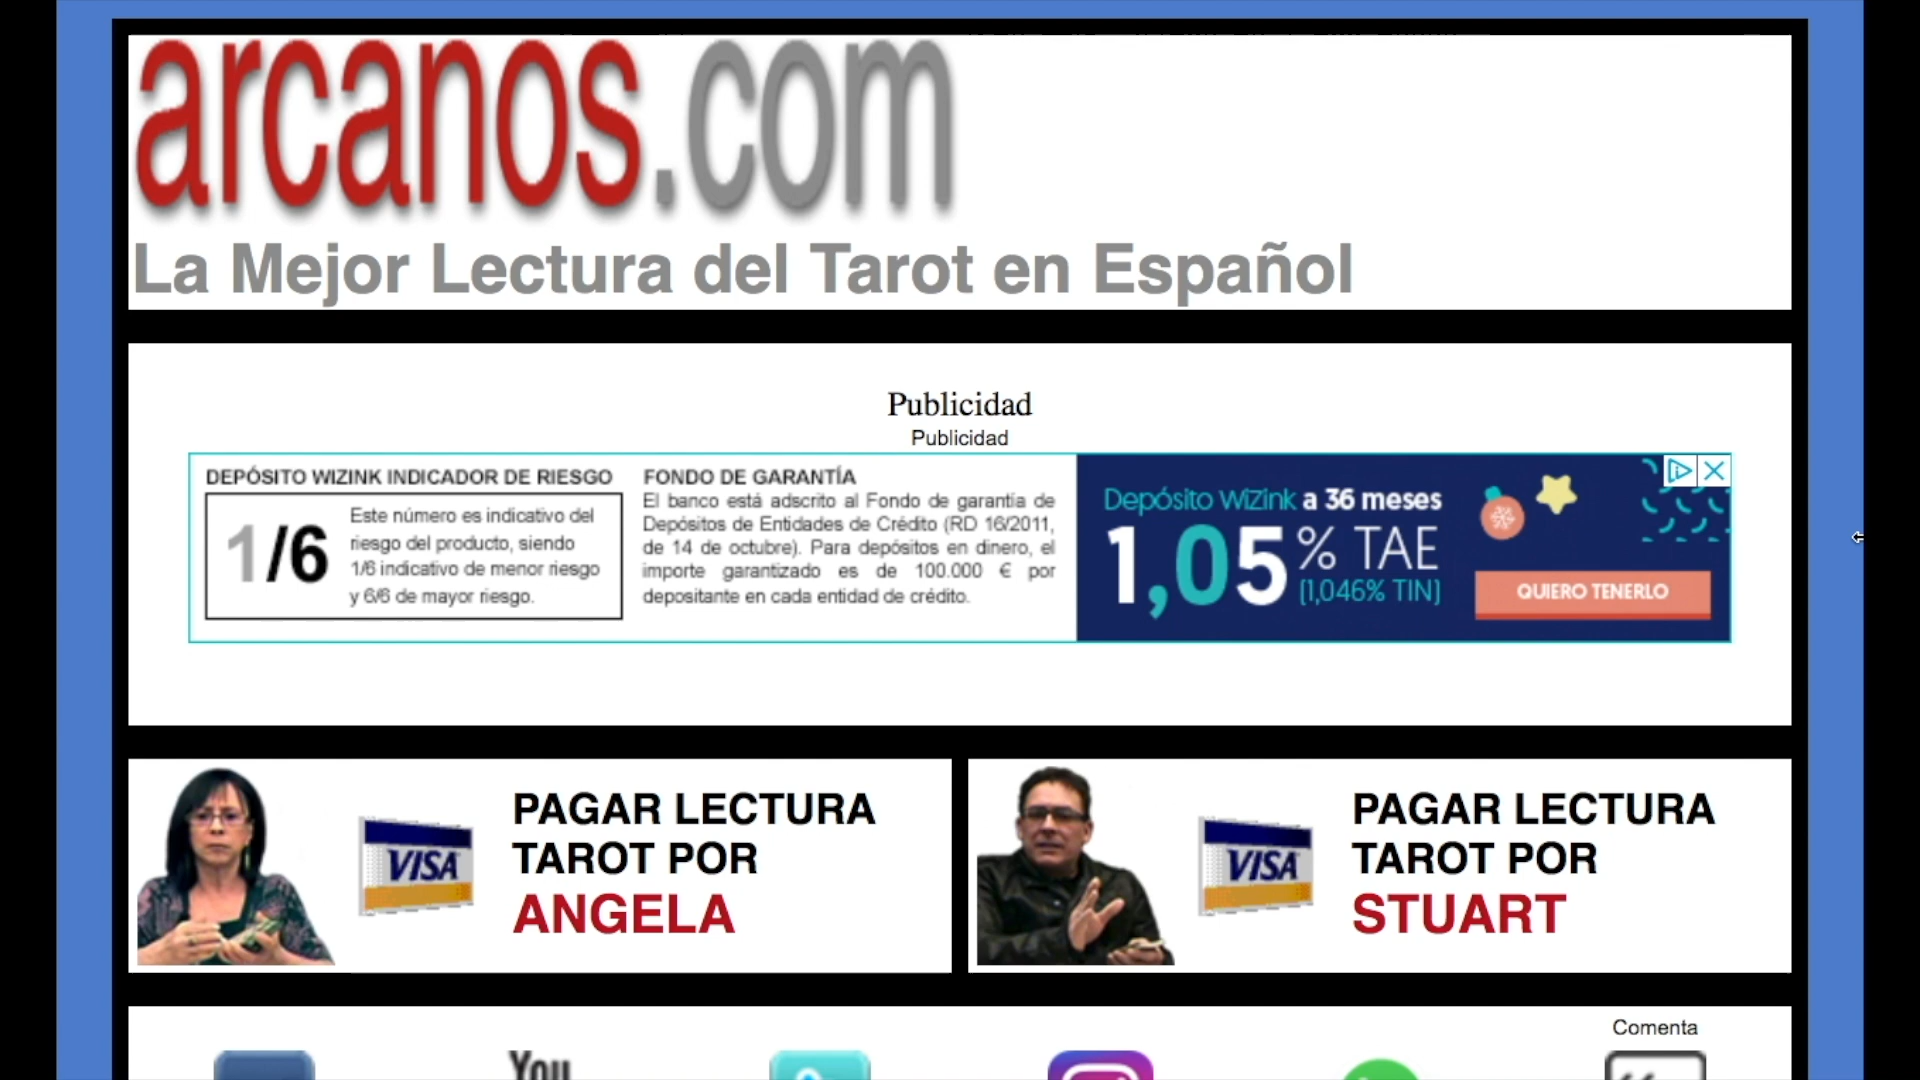 arcanos.com
La Mejor Lectura del Tarot en Español
Publicidad
Publicidad
DEPÓSITO WIZINK INDICADOR DE RIESGO
1/6
Este número es indicativo del
riesgo del producto, siendo
1/6 indicativo de menor riesgo
y 6/6 de mayor riesgo.
FONDO DE GARANTÍA
El banco está adscrito al Fondo de garantía de
Depósitos de Entidades de Crédito (RD 16/2011,
de 14 de octubre). Para depósitos en dinero, el
importe garantizado es de 100.000 € por
depositante en cada entidad de crédito.
Depósito WiZink a 36 meses
1,05 % TAE
(1,046% TIN)
QUIERO TENERLO
VISA
PAGAR LECTURA
TAROT POR
ANGELA
VISA
PAGAR LECTURA
TAROT POR
STUART
Comenta
You